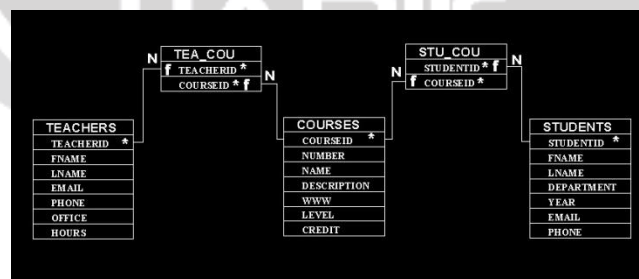 N
TEA_COU
f TEACHERID *
COURSEID * f
N
STU_COU
STUDENTID * f
N
N
f COURSEID *
TEACHERS
TEACHERID *
FNAME
LNAME
EMAIL
PHONE
OFFICE
HOURS
COURSES
COURSEID *
NUMBER
NAME
DESCRIPTION
WWW
LEVEL
CREDIT
STUDENTS
STUDENTID *
FNAME
LNAME
DEPARTMENT
YEAR
EMAIL
PHONE